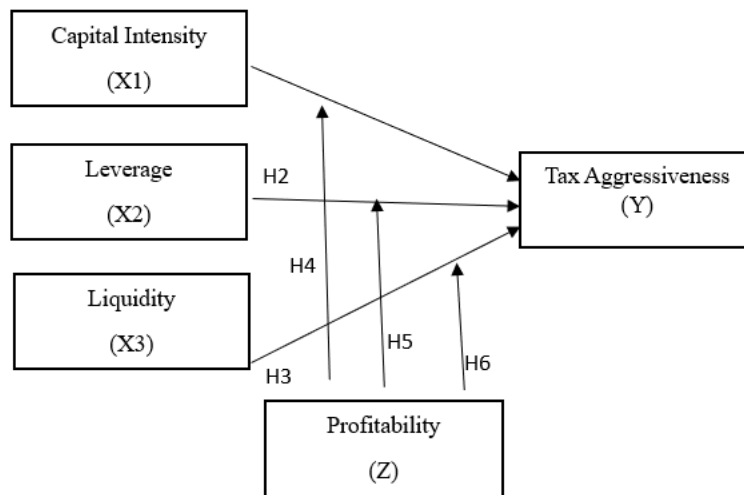 Capital Intensity
(X1)
Leverage
(X2)
H2
Tax Aggressiveness
(Y)
Liquidity
(X3)
H4
H3
H5
H6
Profitability
(Z)